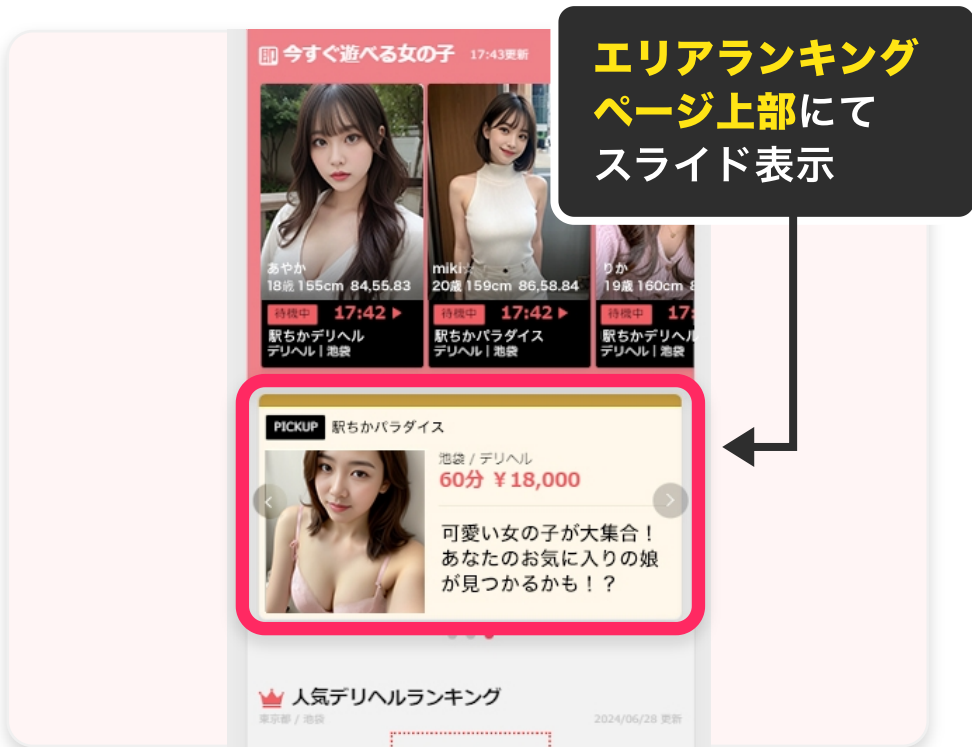 即 今すぐ遊べる女の子 17:43更新
エリアランキング
ページ上部にて
スライド表示
あやか
18歳 155cm 84,55.83
待機中 17:42
駅ちかデリヘル
デリヘル | 池袋
miki☆
20歳 159cm 86,58.84
待機中 17:42
駅ちかパラダイス
デリヘル | 池袋
りか
19歳 160cm 8
待機中 17:
駅ちかデリヘル
デリヘル | 池袋
PICKUP 駅ちかパラダイス
池袋 / デリヘル
60分 ¥18,000
可愛い女の子が大集合！
あなたのお気に入りの娘
が見つかるかも！？
人気デリヘルランキング
東京都 / 池袋 2024/06/28 更新